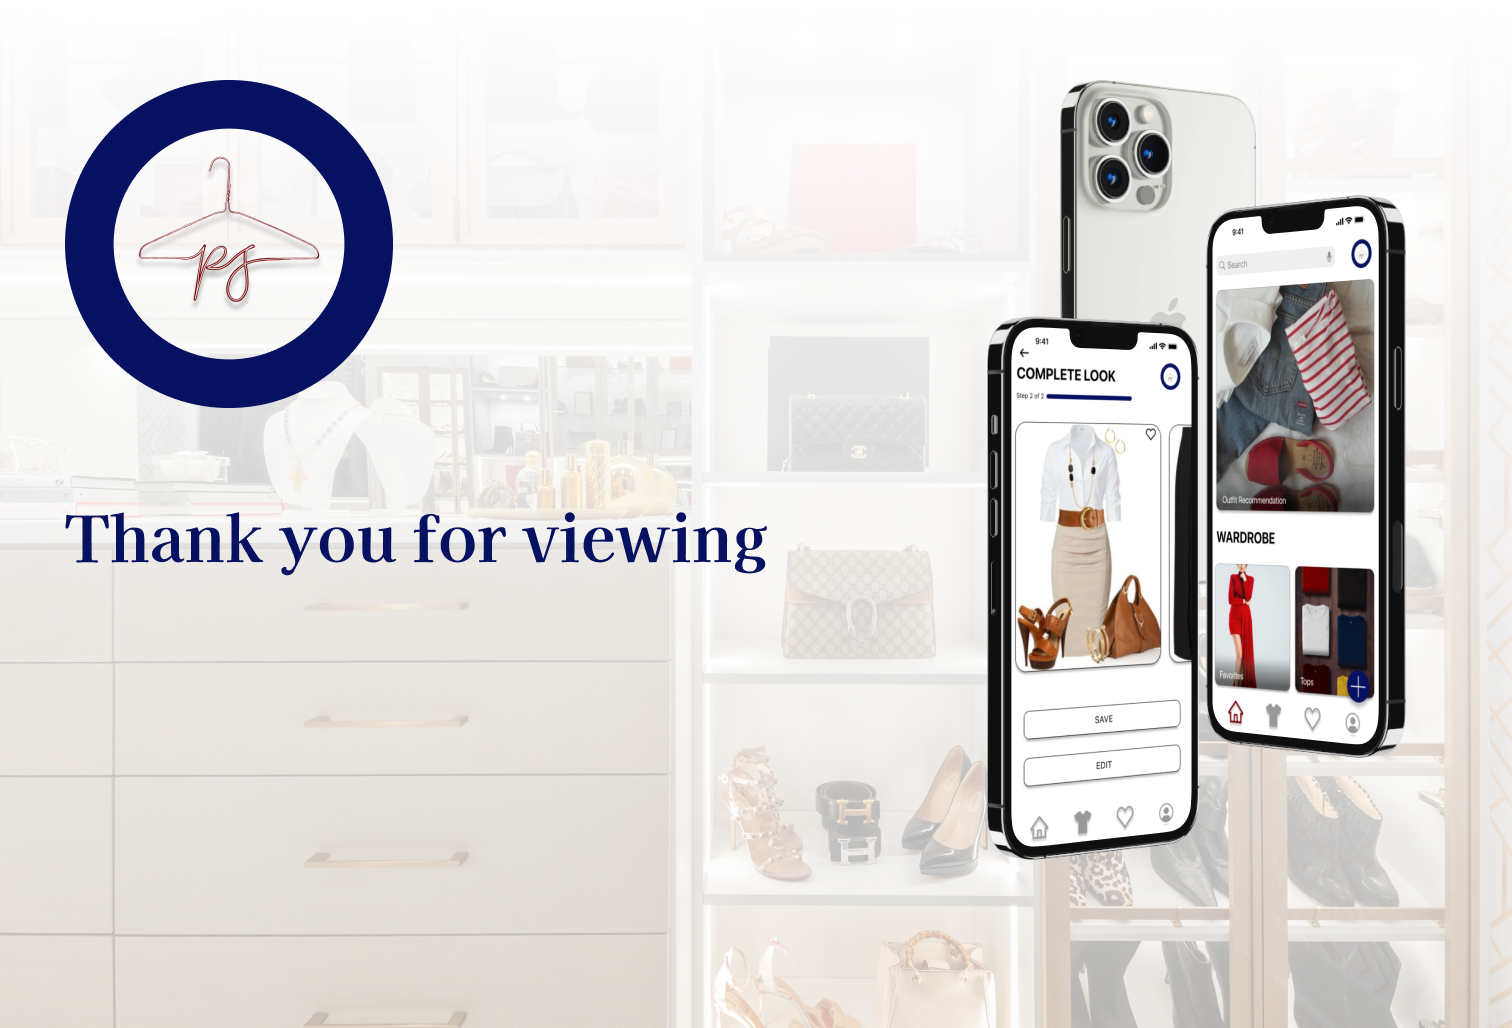 ps
Thank you for viewing
9:41
COMPLETE LOOK
Step 2 of 2
SAVE
EDIT
9:41
Search
Outfit Recommendation
WARDROBE
Favorites
Tops